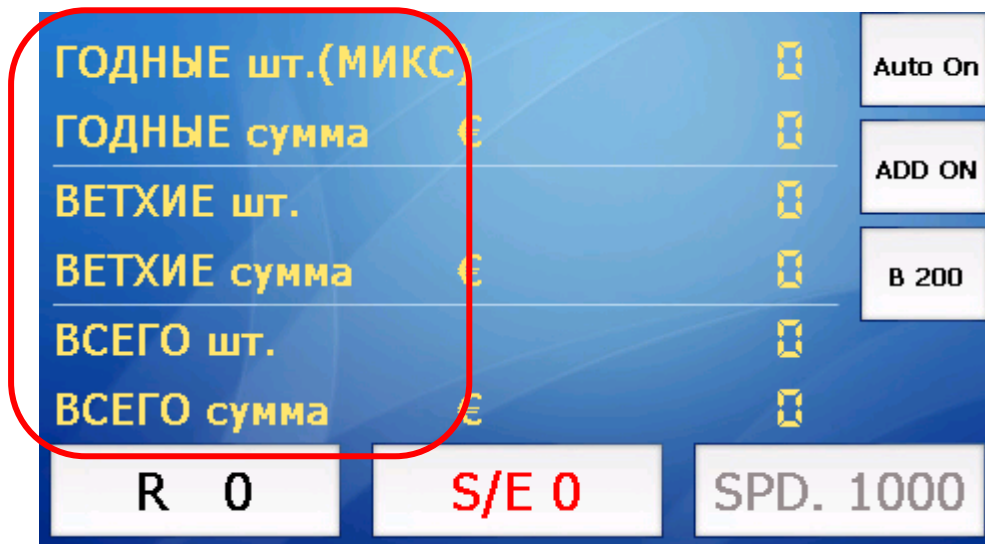 ГОДНЫЕ шт.(МИКС) 0
Auto On
ГОДНЫЕ сумма € 0
ADD ON
ВЕТХИЕ шт. 0
ВЕТХИЕ сумма € 0
B 200
ВСЕГО шт. 0
ВСЕГО сумма € 0
R 0 S/E 0 SPD. 1000